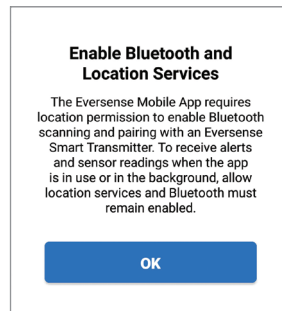 Enable Bluetooth and
Location Services
The Eversense Mobile App requires
location permission to enable Bluetooth
scanning and pairing with an Eversense
Smart Transmitter. To receive alerts
and sensor readings when the app
is in use or in the background, allow
location services and Bluetooth must
remain enabled.
OK